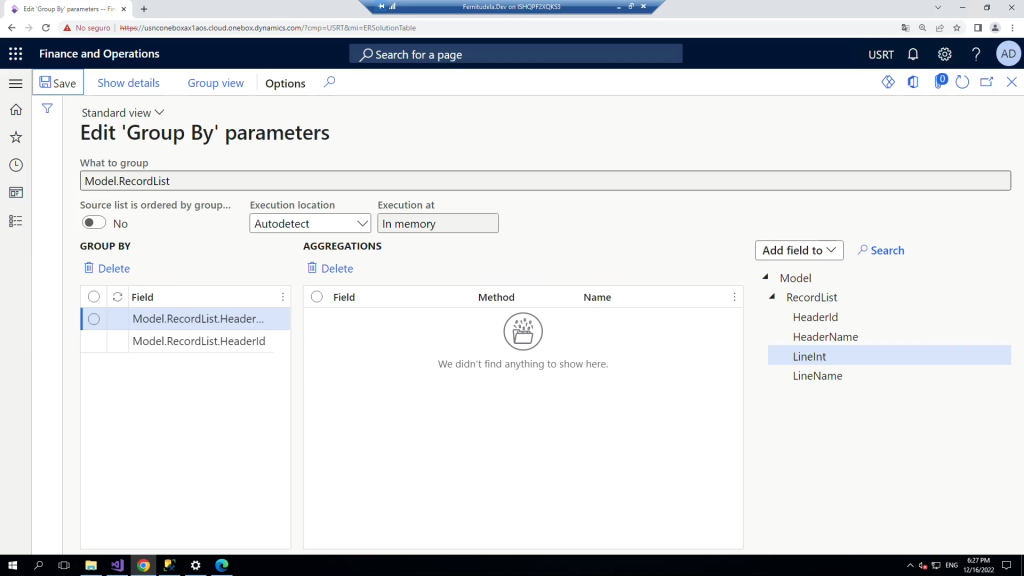 Edit 'Group By' parameters -- Fin
Fernitudela.Dev on ISHQPF2XQKS3
No seguro
https://usnconeboxax1aos.cloud.onebox.dynamics.com/?cmp=USRT&mi=ERSolutionTable
Finance and Operations
Search for a page
USRT
AD
Save
Show details
Group view
Options
0
Standard view
Edit 'Group By' parameters
What to group
Model.RecordList
Source list is ordered by group...
Execution location
Execution at
No
Autodetect
In memory
GROUP BY
AGGREGATIONS
Add field to
Search
Delete
Delete
Field
Field
Method
Name
Model.RecordList.Header...
Model.RecordList.HeaderId
We didn't find anything to show here.
Model
RecordList
HeaderId
HeaderName
LineInt
LineName
ENG
6:27 PM
12/16/2022